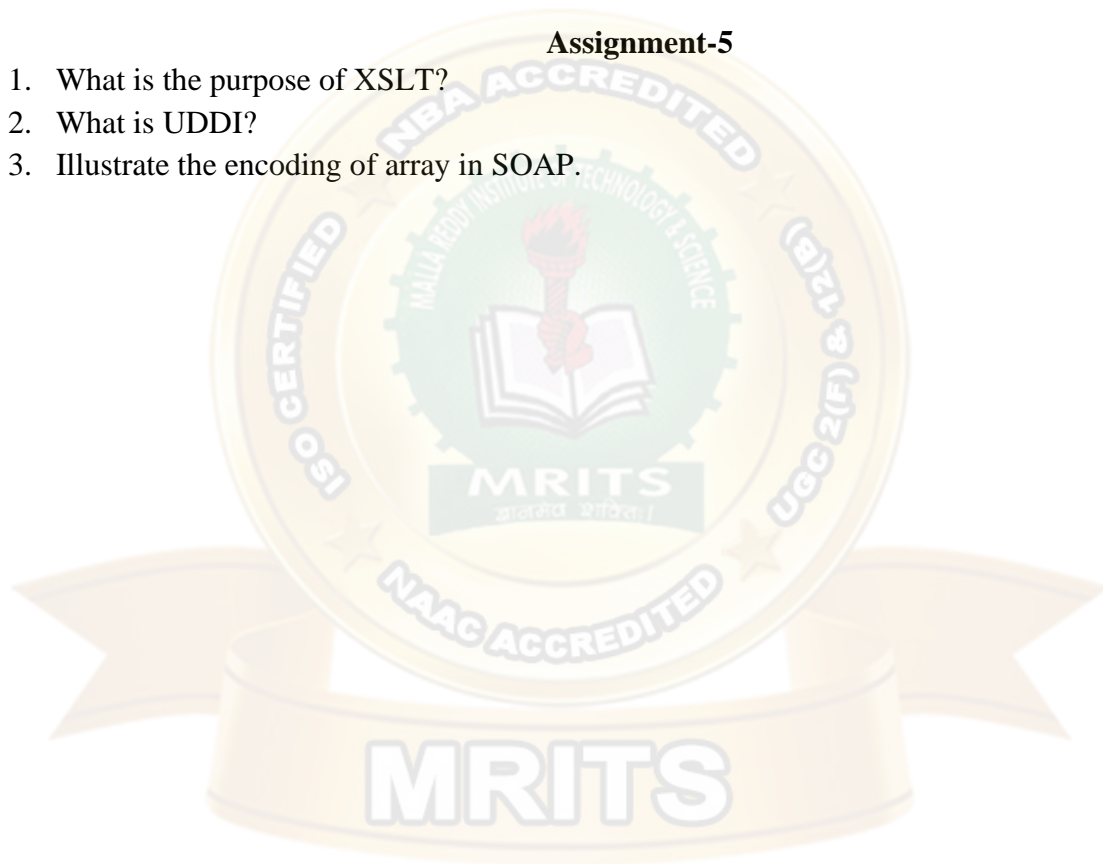 Assignment-5
1. What is the purpose of XSLT?
2. What is UDDI?
3. Illustrate the encoding of array in SOAP.
NBA ACCREDITED
MALLA REDDY INSTITUTE OF TECHNOLOGY & SCIENCE
ISO CERTIFIED
UGC 2(F) & 12(B)
MRITS
ज्ञानमेव शक्तिः।
NAAC ACCREDITED
MRITS